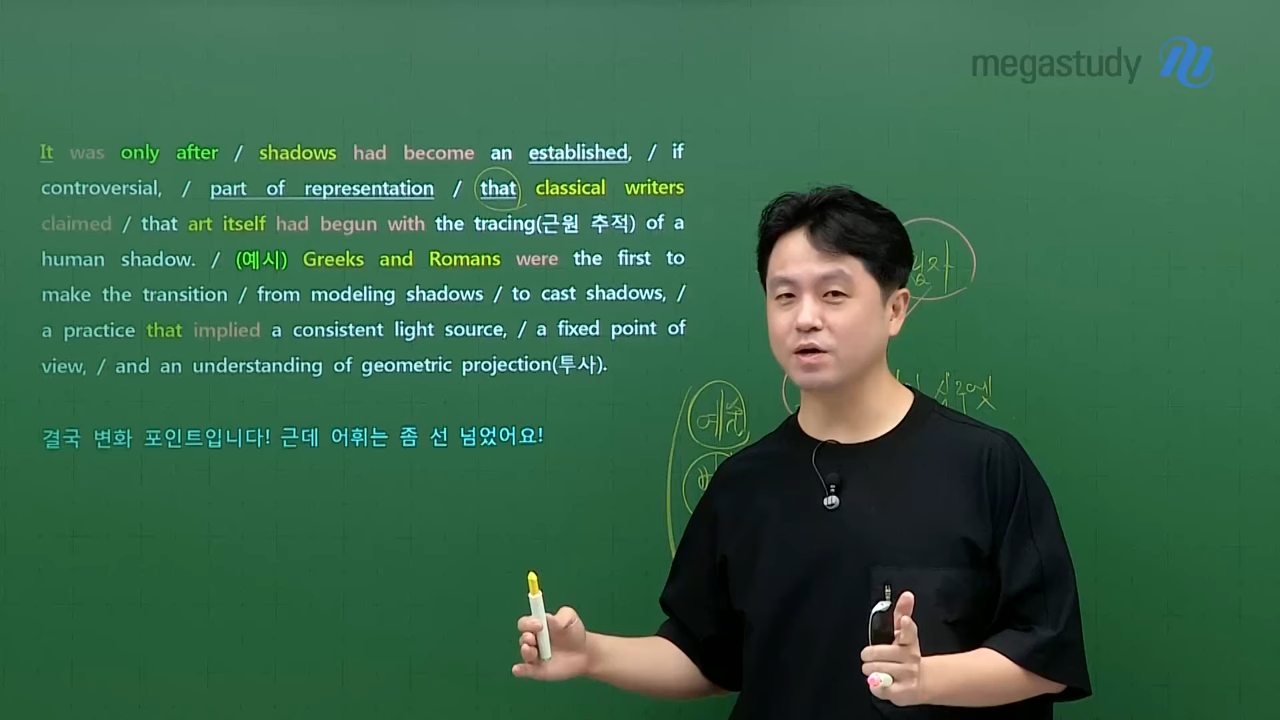 megastudy
It was only after / shadows had become an established, / if
controversial, / part of representation / that classical writers
claimed / that art itself had begun with the tracing(근원 추적) of a
human shadow. / (예시) Greeks and Romans were the first to
make the transition / from modeling shadows / to cast shadows, /
a practice that implied a consistent light source, / a fixed point of
view, / and an understanding of geometric projection(투사).
결국 변화 포인트입니다! 근데 어휘는 좀 선 넘었어요!